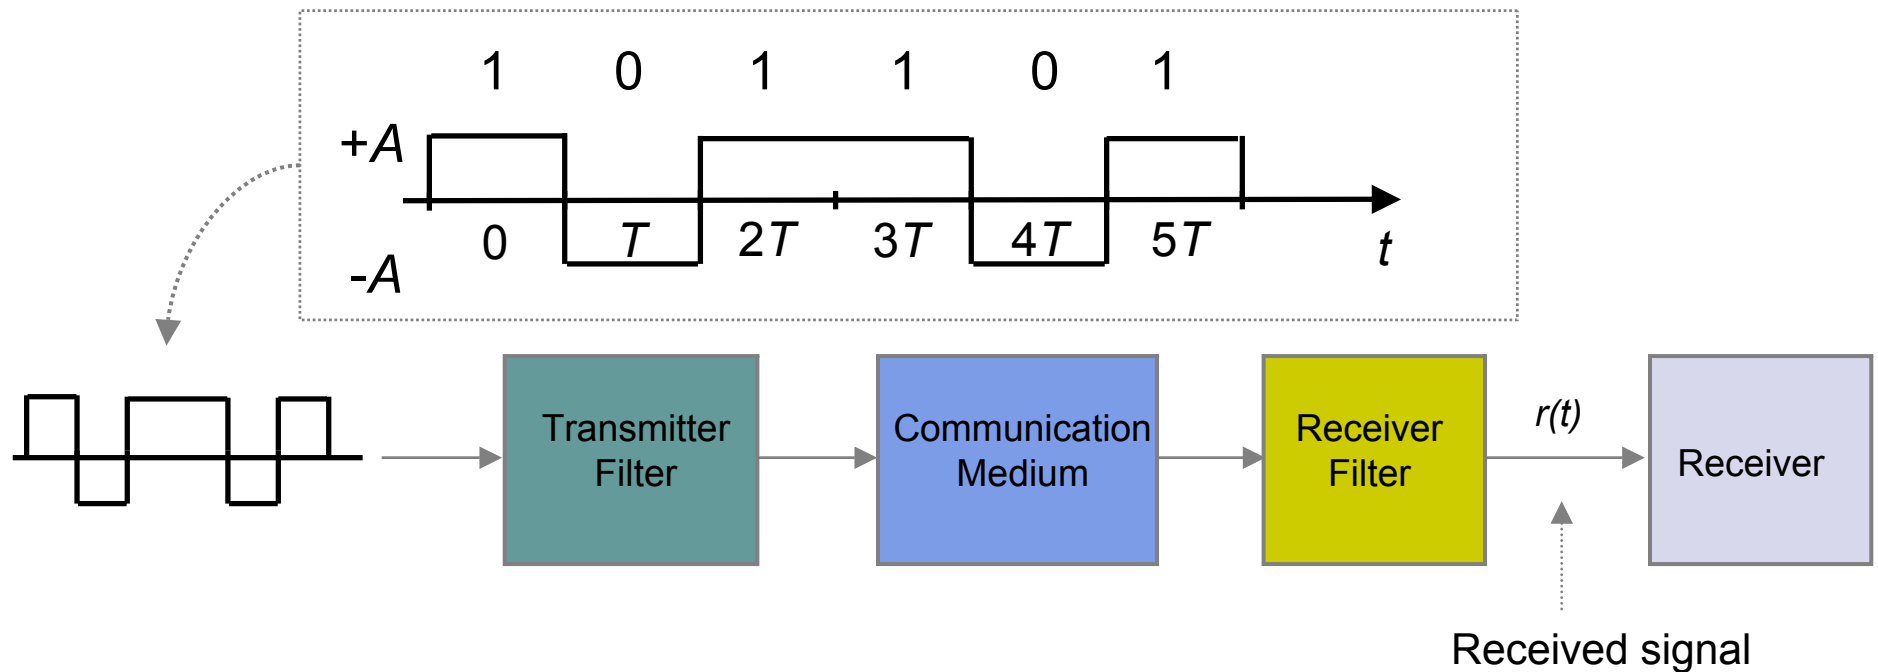 1 0 1 1 0 1
+A
0 T 2T 3T 4T 5T t
-A
Transmitter
Filter
Communication
Medium
Receiver
Filter
r(t)
Receiver
Received signal